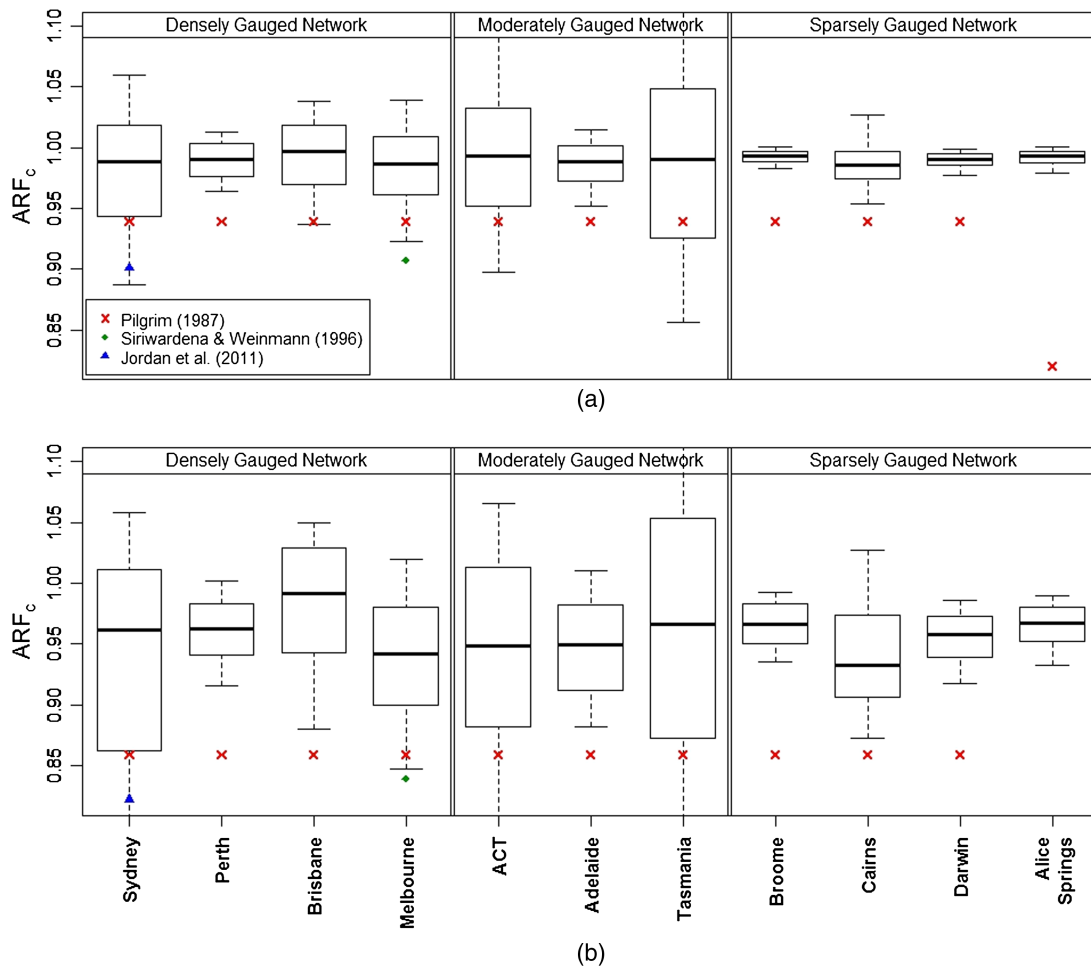 Densely Gauged Network
Moderately Gauged Network
Sparsely Gauged Network
1.10
1.05
1.00
0.95
0.90
0.85
ARFc
Pilgrim (1987)
Siriwardena & Weinmann (1996)
Jordan et al. (2011)
(a)
Densely Gauged Network
Moderately Gauged Network
Sparsely Gauged Network
1.10
1.05
1.00
0.95
0.90
0.85
ARFc
Sydney
Perth
Brisbane
Melbourne
ACT
Adelaide
Tasmania
Broome
Cairns
Darwin
Alice
Springs
(b)